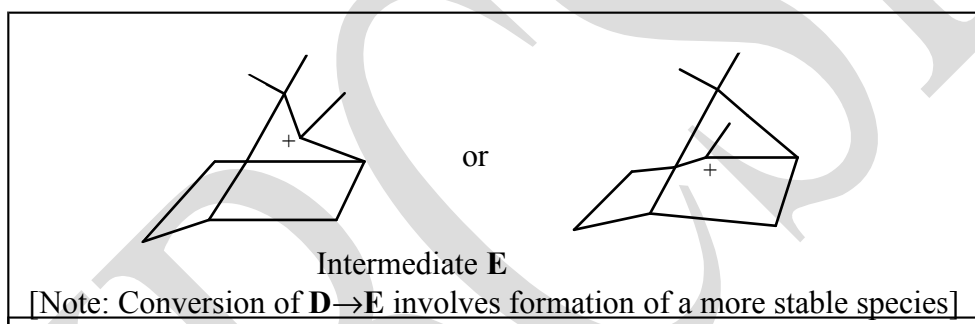 +
or
+
Intermediate E
[Note: Conversion of D→E involves formation of a more stable species]